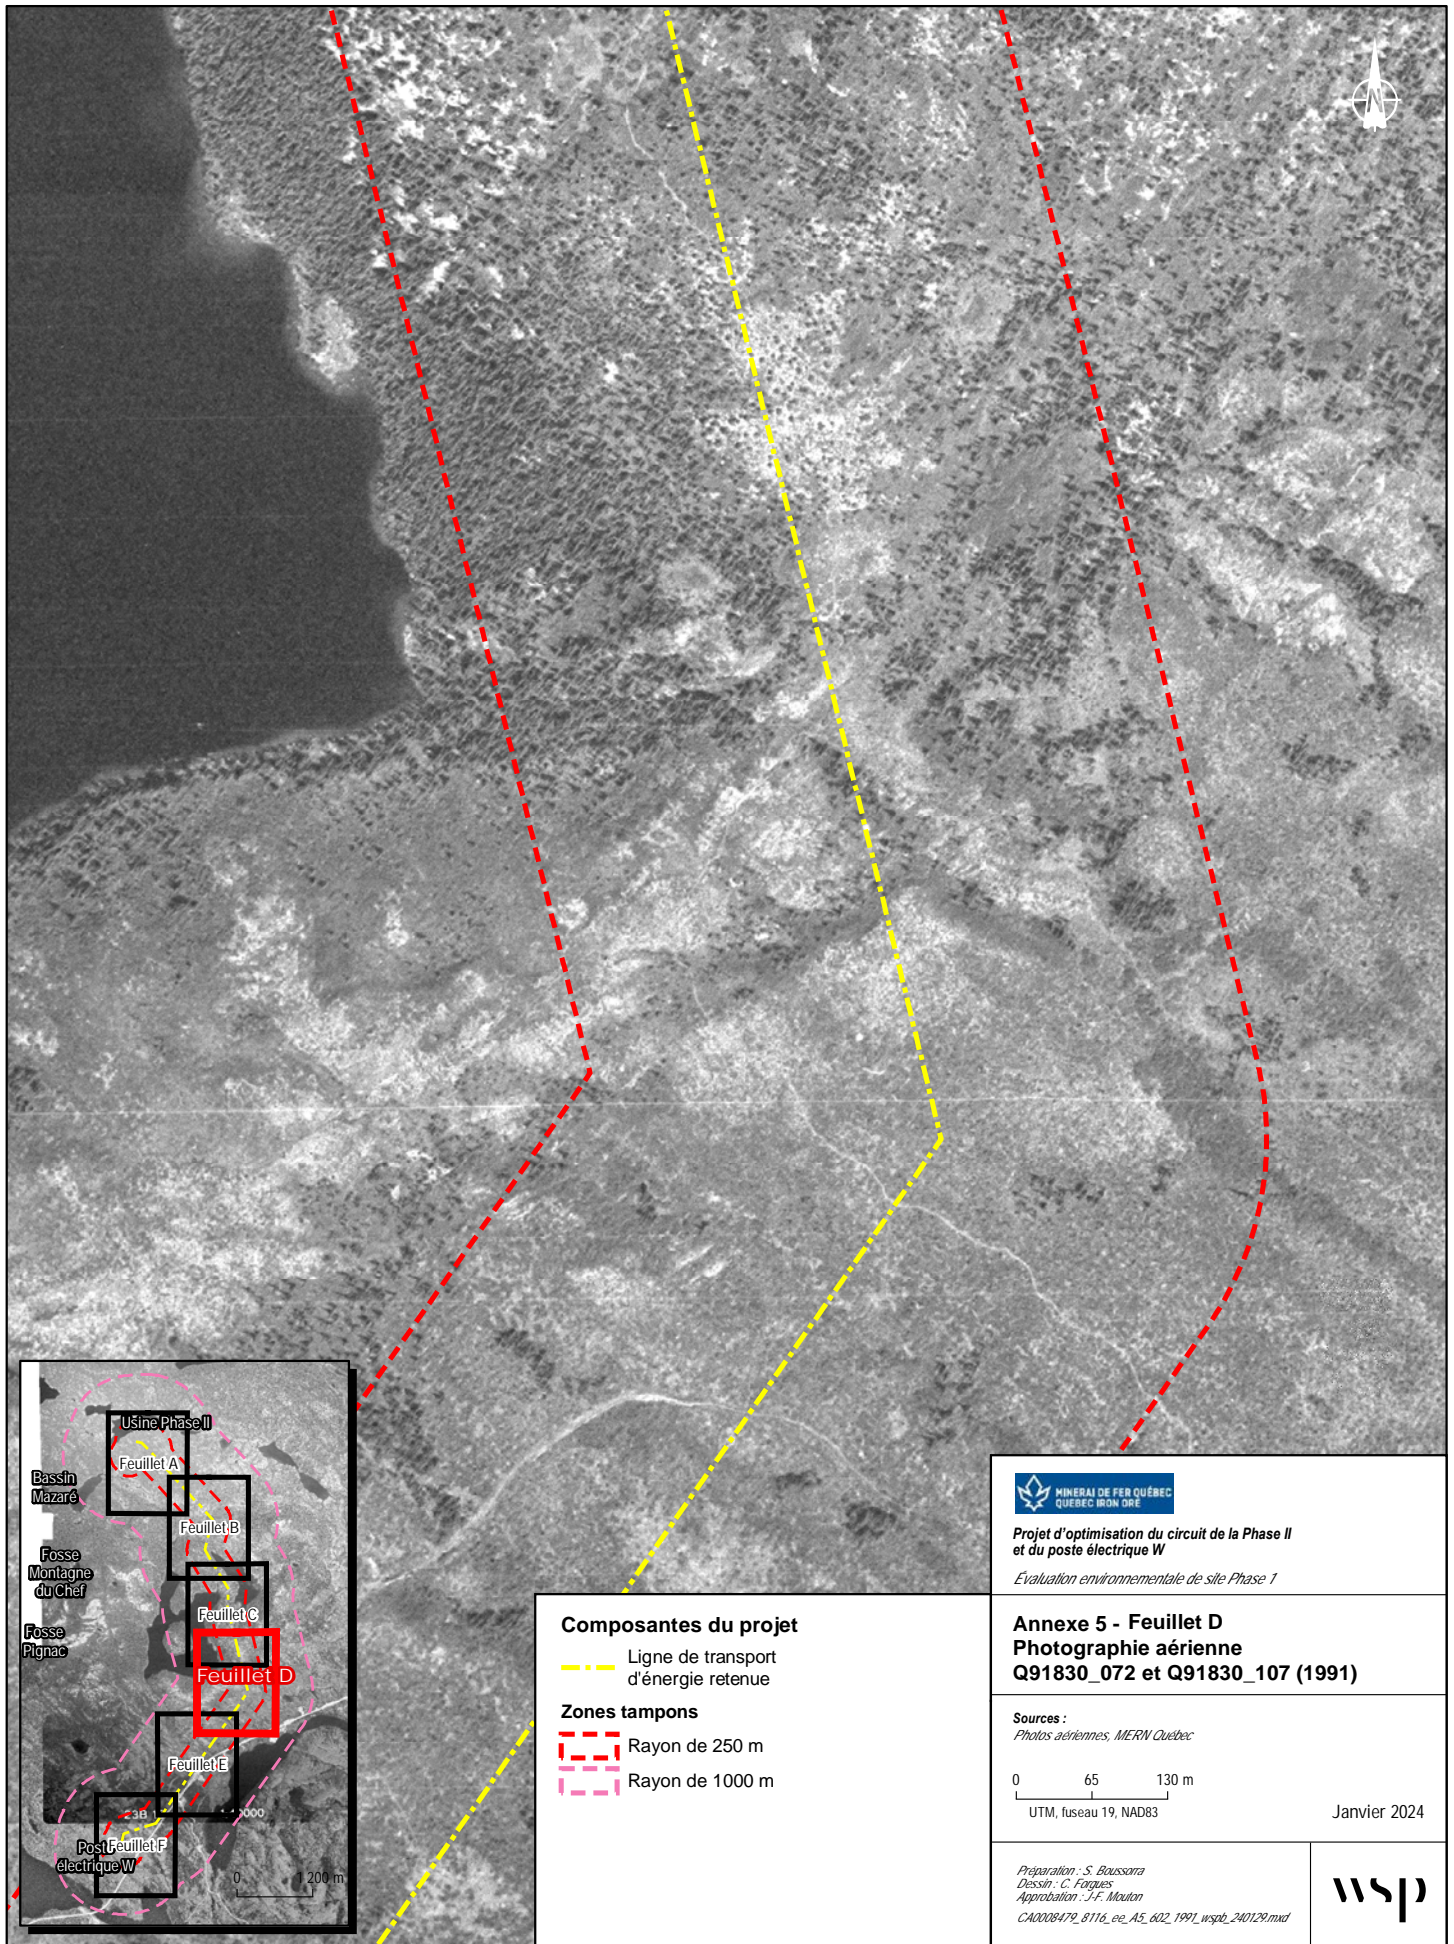 N
Usine Phase II
Feuillet A
Bassin
Mazaré
Feuillet B
Fosse
Montagne
du Chef
Feuillet C
Fosse
Pignac
Feuillet D
Feuillet E
23B
Feuillet F
électrique W
0 1 200 m
Composantes du projet
Ligne de transport
d'énergie retenue
Zones tampons
Rayon de 250 m
Rayon de 1000 m
MINERAI DE FER QUÉBEC
QUEBEC IRON ORE
Projet d'optimisation du circuit de la Phase II
et du poste électrique W
Évaluation environnementale de site Phase 1
Annexe 5 - Feuillet D
Photographie aérienne
Q91830_072 et Q91830_107 (1991)
Sources :
Photos aériennes, MERN Québec
0 65 130 m
UTM, fuseau 19, NAD83
Janvier 2024
Préparation : S. Boussorra
Dessin : C. Forgues
Approbation : J-F. Mouton
CA0008479_8116_ee_A5_602_1991_wspb_240129.mxd
wsp